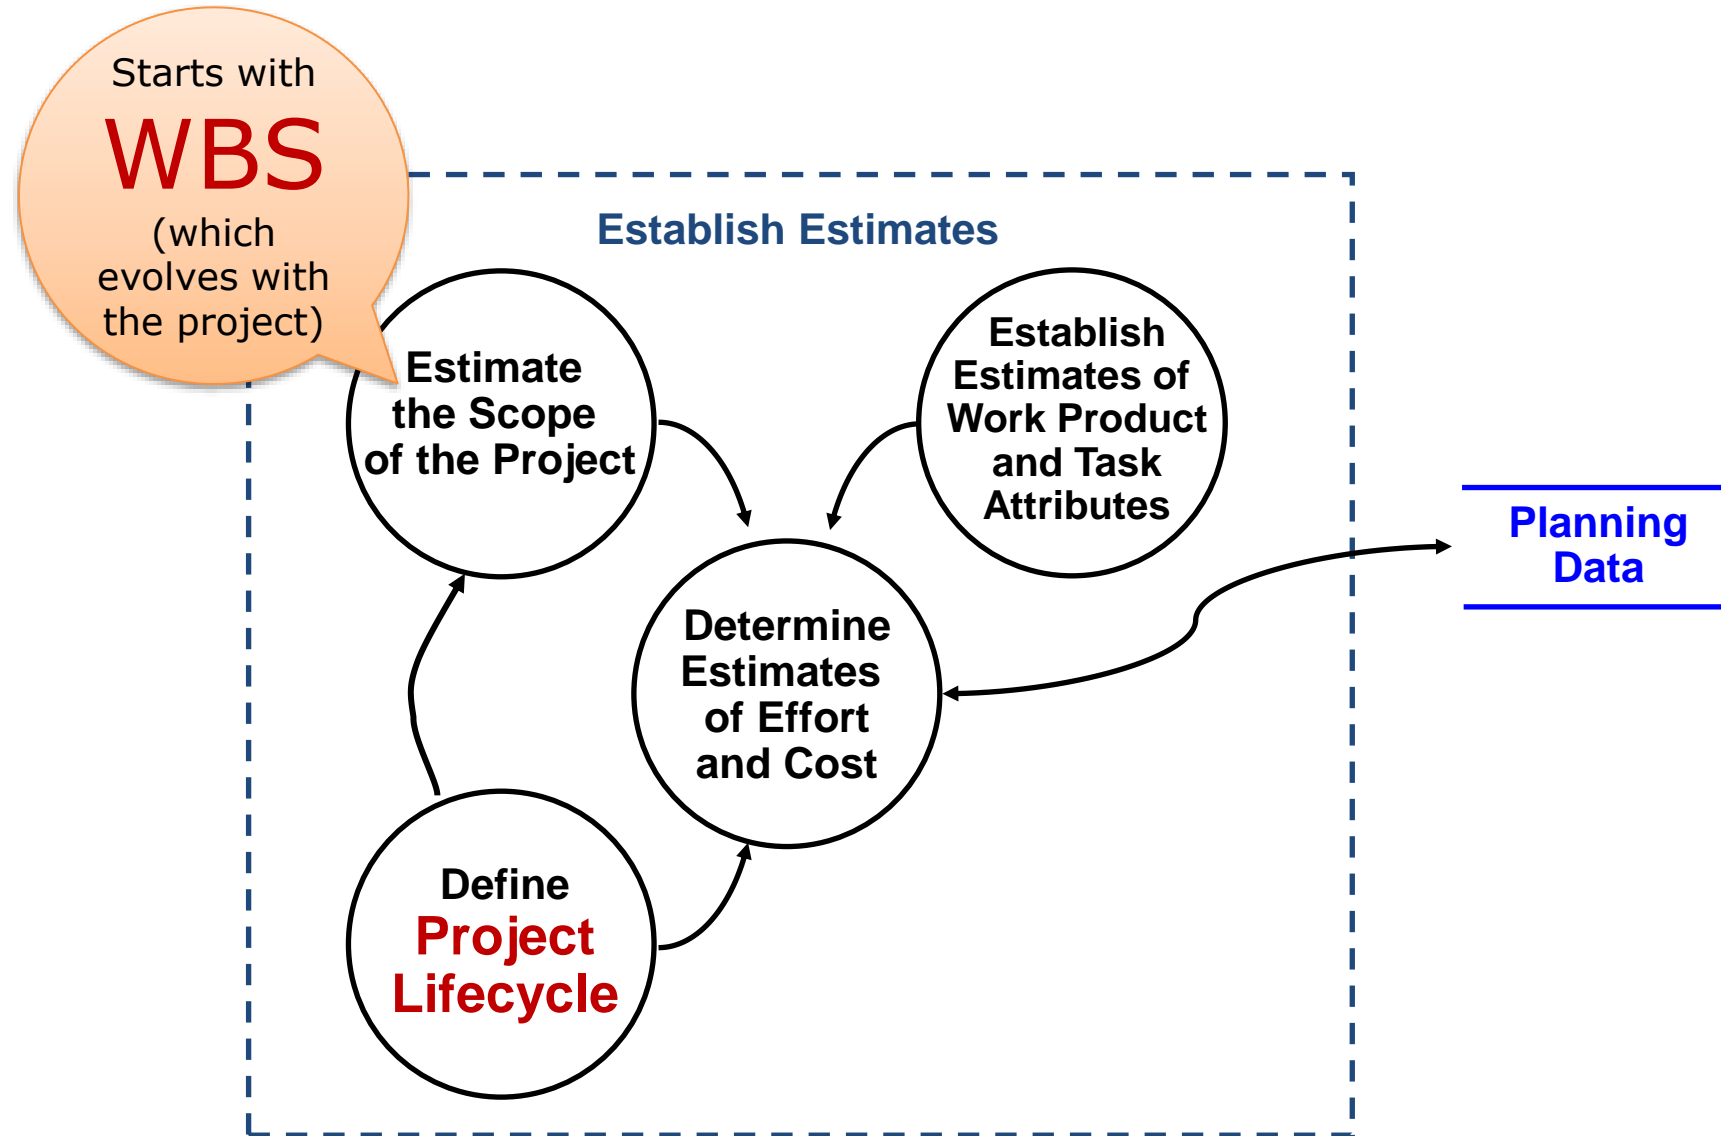 Starts with
WBS
(which
evolves with
the project)
Establish Estimates
Estimate
the Scope
of the Project
Establish
Estimates of
Work Product
and Task
Attributes
Planning
Data
Determine
Estimates
of Effort
and Cost
Define
Project
Lifecycle